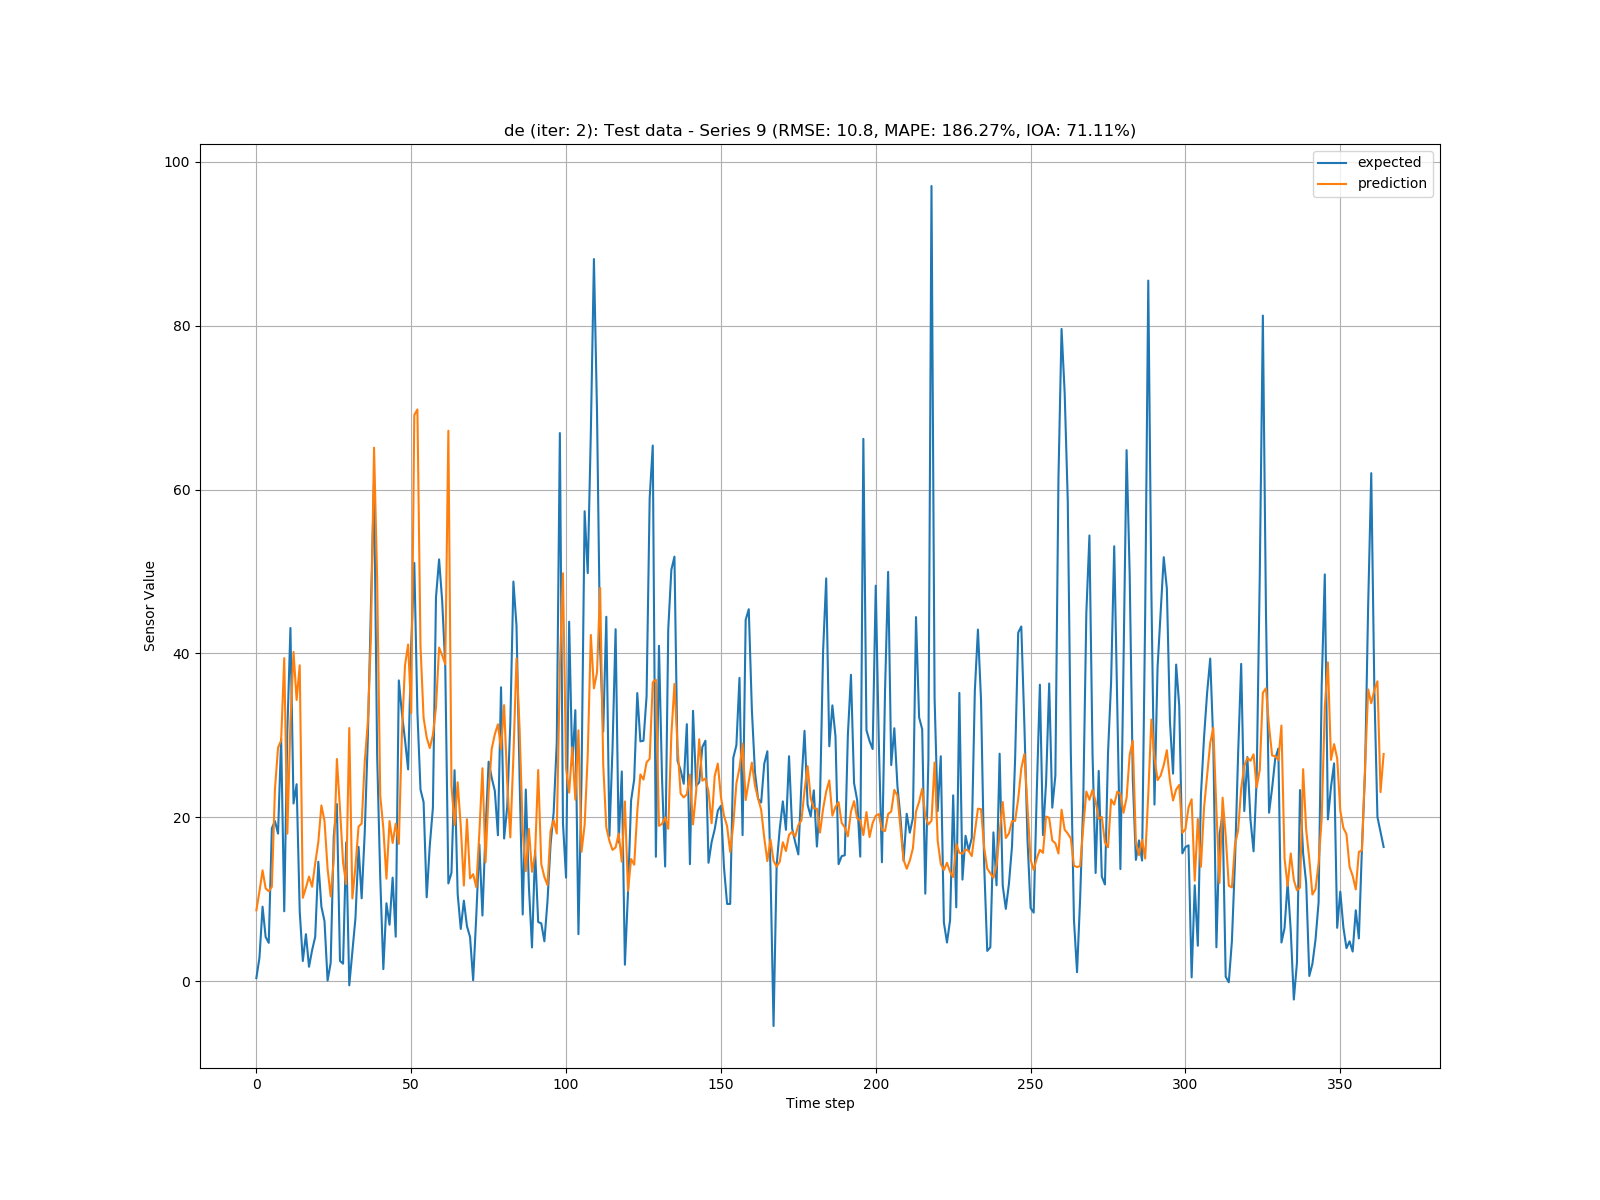 de (iter: 2): Test data - Series 9 (RMSE: 10.8, MAPE: 186.27%, IOA: 71.11%)
expected
prediction
100
80
60
40
20
0
Sensor Value
0 50 100 150 200 250 300 350
Time step